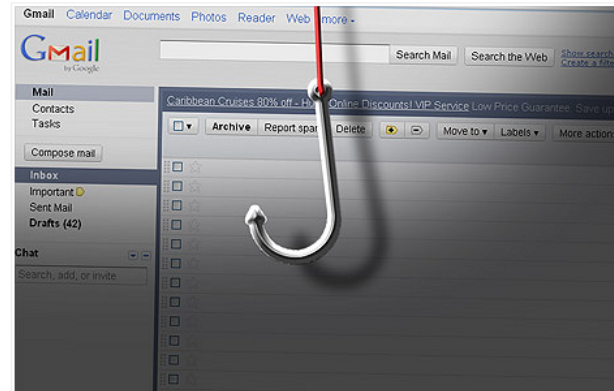 Gmail Calendar Documents Photos Reader Web more
Gmail
by Google
Search Mail Search the Web
Show search
Create a filte
Mail
Contacts
Tasks
Compose mail
Inbox
Important
Sent Mail
Drafts (42)
Chat
Search, add, or invite
Caribbean Cruises 80% off - Online Discounts! VIP Service Low Price Guarantee. Save up
Archive Report spam Delete Move to Labels More action